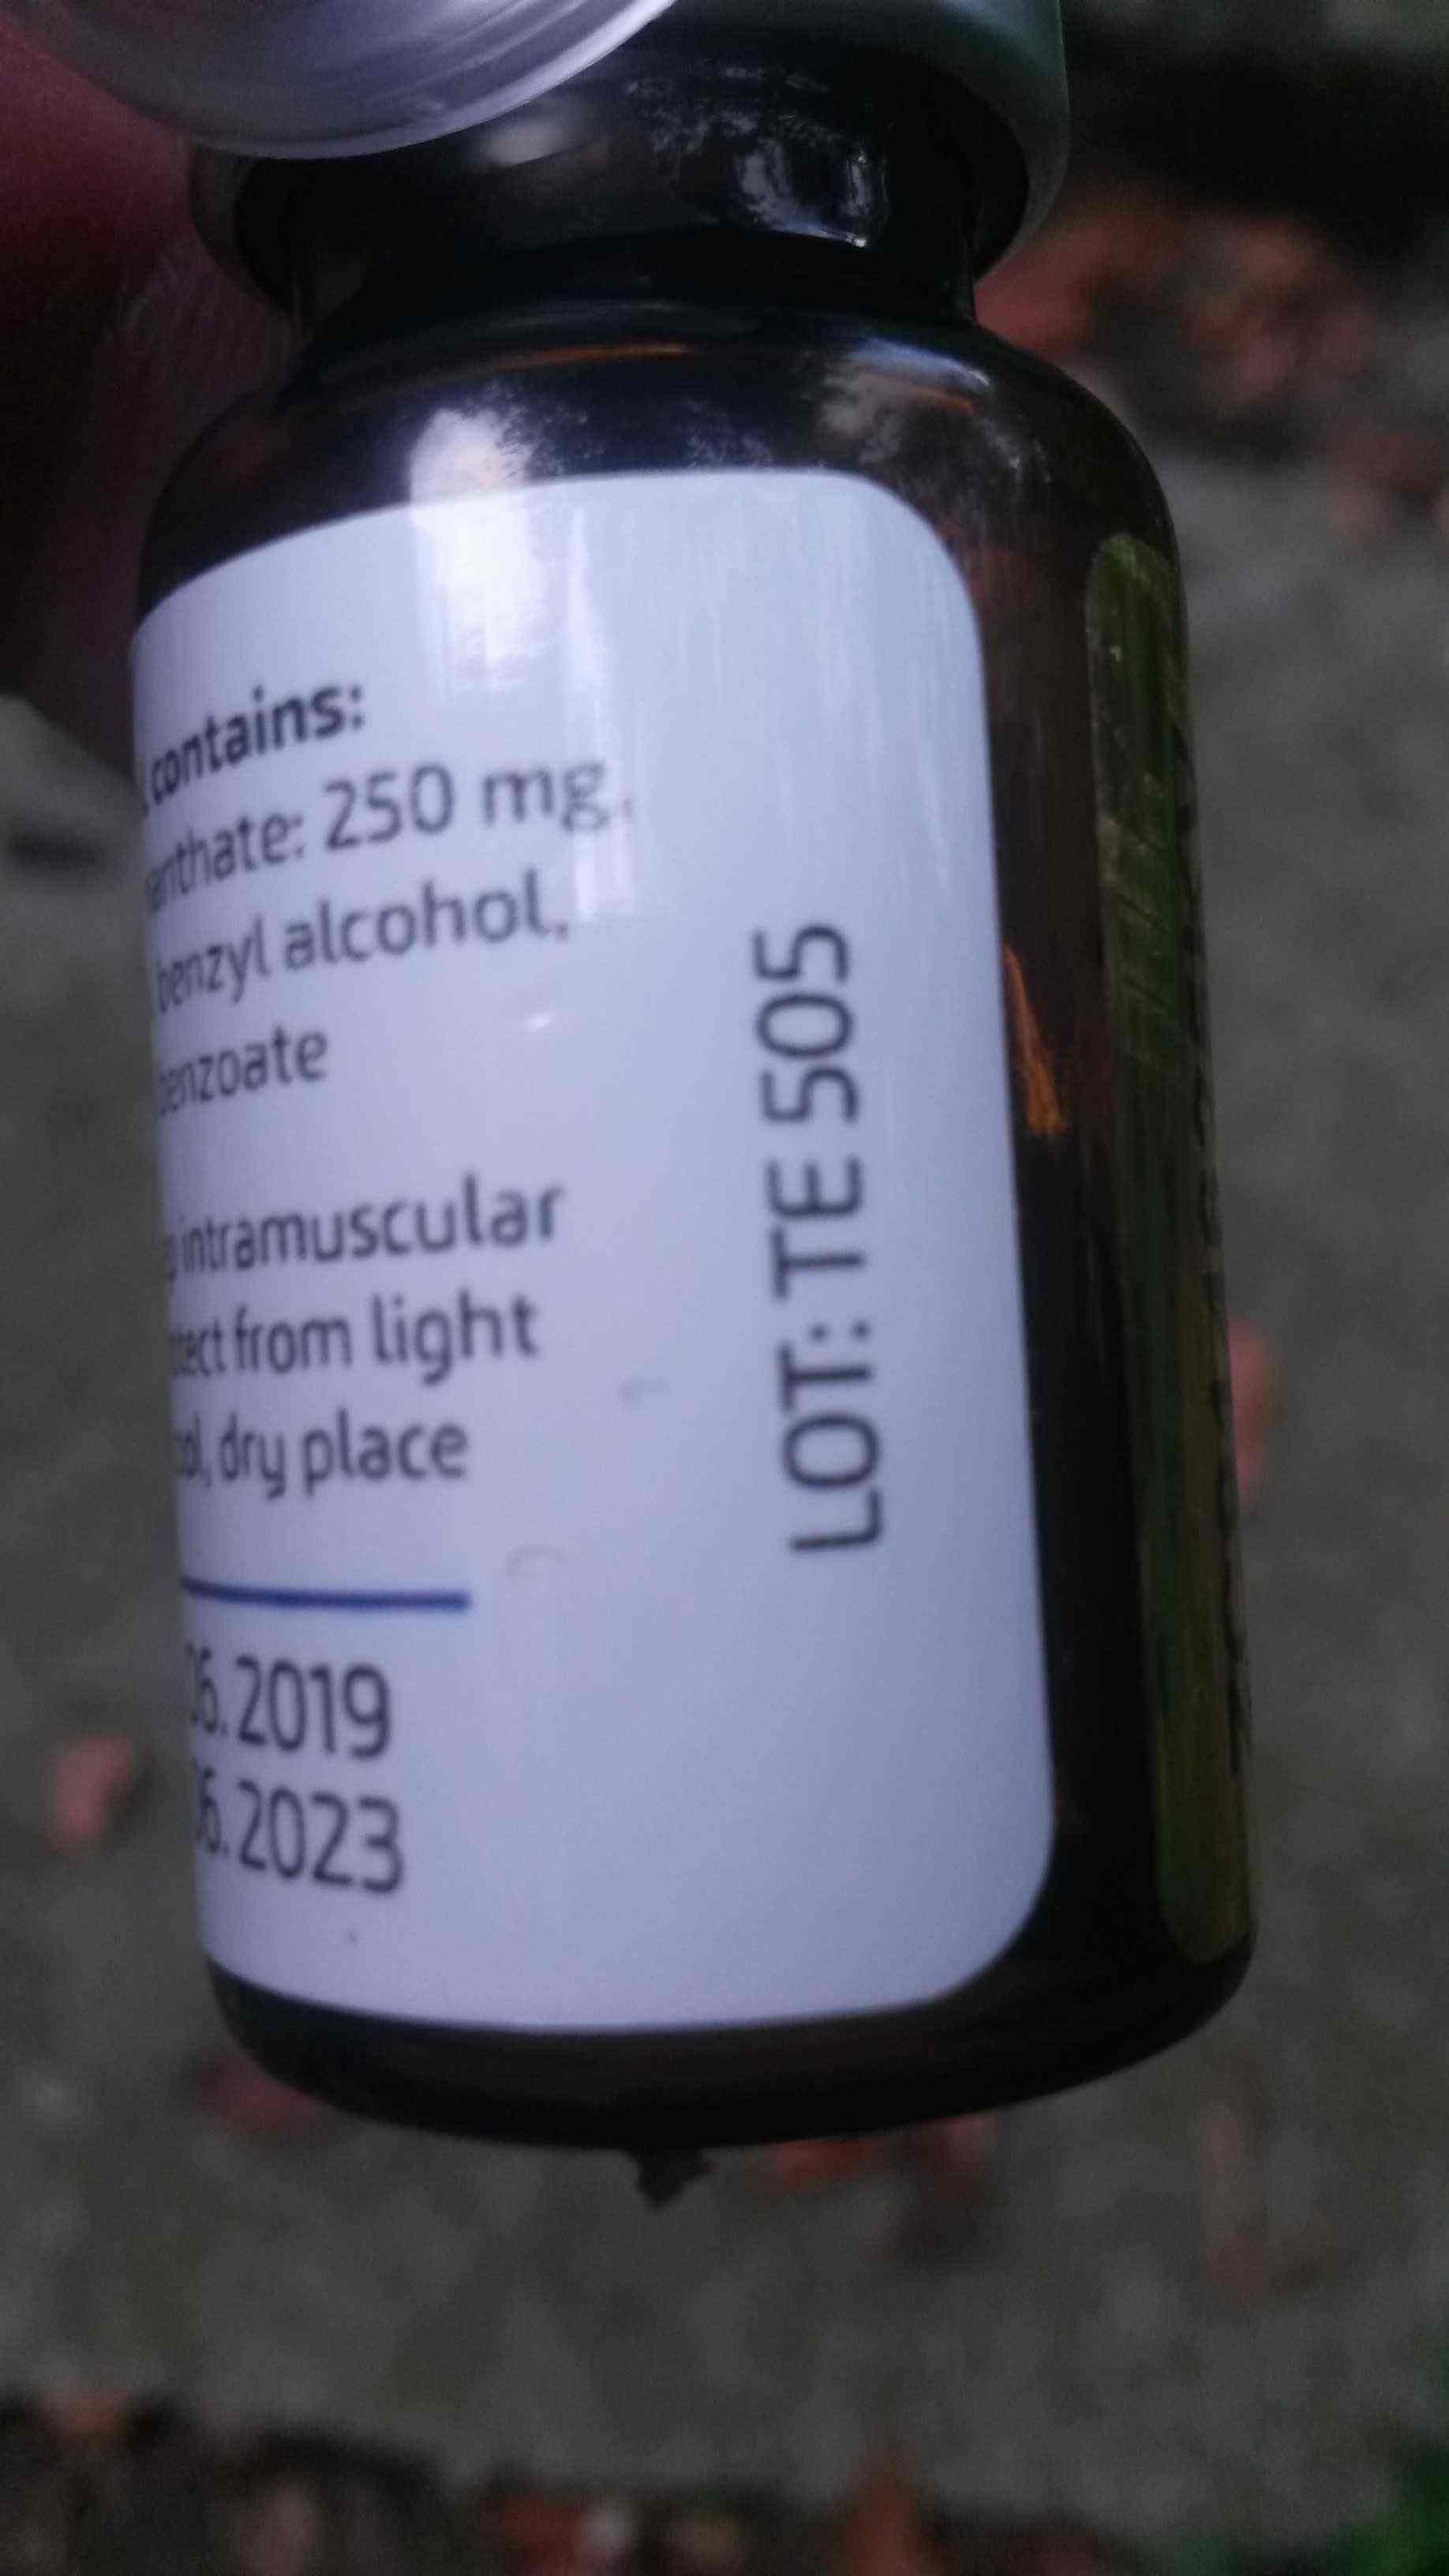 contains:
anthate: 250 mg,
benzyl alcohol,
benzoate
intramuscular
tect from light
ol, dry place
06. 2019
06. 2023
LOT: TE 505